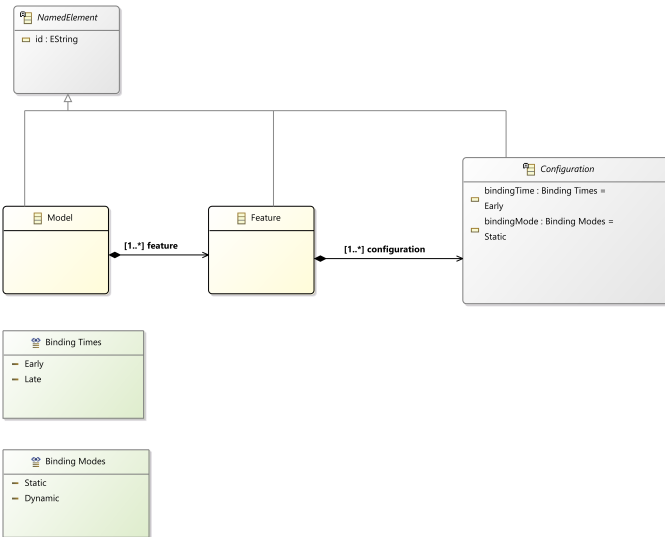 NamedElement
id : EString
Configuration
bindingTime : Binding Times =
Early
bindingMode : Binding Modes =
Static
Model
Feature
[1..*] feature
[1..*] configuration
Binding Times
Early
Late
Binding Modes
Static
Dynamic